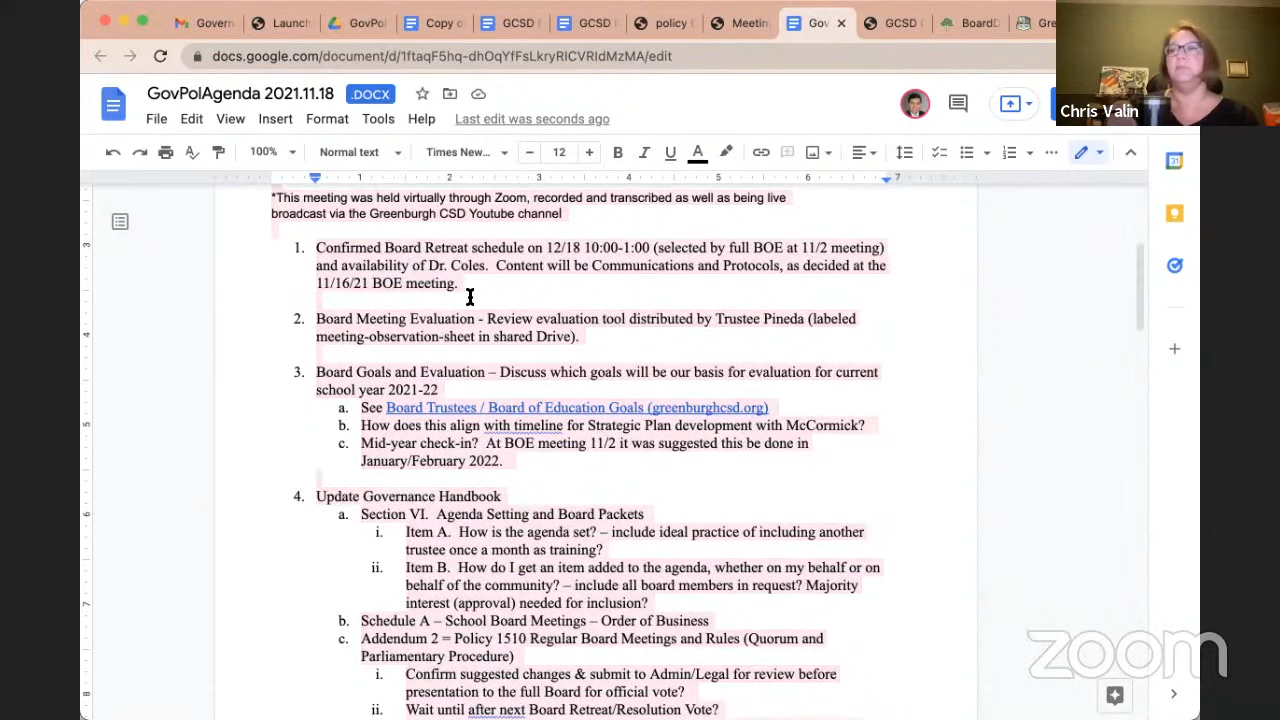 Govern
Launch
GovPol
Copy o
GCSD
GCSD
policy t
Meetin
Gov
GCSD
BoardD
Gre
docs.google.com/document/d/1ftaqF5hq-dhOqYfFsLkryRlCVRIdMzMA/edit
Chris Valin
GovPolAgenda 2021.11.18 .DOCX
File Edit View Insert Format Tools Help Last edit was seconds ago
100% Normal text Times New... 12 B I U A
1 2 3 4 5 6 7
*This meeting was held virtually through Zoom, recorded and transcribed as well as being live
broadcast via the Greenburgh CSD Youtube channel
1. Confirmed Board Retreat schedule on 12/18 10:00-1:00 (selected by full BOE at 11/2 meeting)
and availability of Dr. Coles. Content will be Communications and Protocols, as decided at the
11/16/21 BOE meeting.
2. Board Meeting Evaluation - Review evaluation tool distributed by Trustee Pineda (labeled
meeting-observation-sheet in shared Drive).
3. Board Goals and Evaluation – Discuss which goals will be our basis for evaluation for current
school year 2021-22
a. See Board Trustees / Board of Education Goals (greenburghcsd.org)
b. How does this align with timeline for Strategic Plan development with McCormick?
c. Mid-year check-in? At BOE meeting 11/2 it was suggested this be done in
January/February 2022.
4. Update Governance Handbook
a. Section VI. Agenda Setting and Board Packets
i. Item A. How is the agenda set? – include ideal practice of including another
trustee once a month as training?
ii. Item B. How do I get an item added to the agenda, whether on my behalf or on
behalf of the community? – include all board members in request? Majority
interest (approval) needed for inclusion?
b. Schedule A – School Board Meetings – Order of Business
c. Addendum 2 = Policy 1510 Regular Board Meetings and Rules (Quorum and
Parliamentary Procedure)
i. Confirm suggested changes & submit to Admin/Legal for review before
presentation to the full Board for official vote?
ii. Wait until after next Board Retreat/Resolution Vote?
zoom